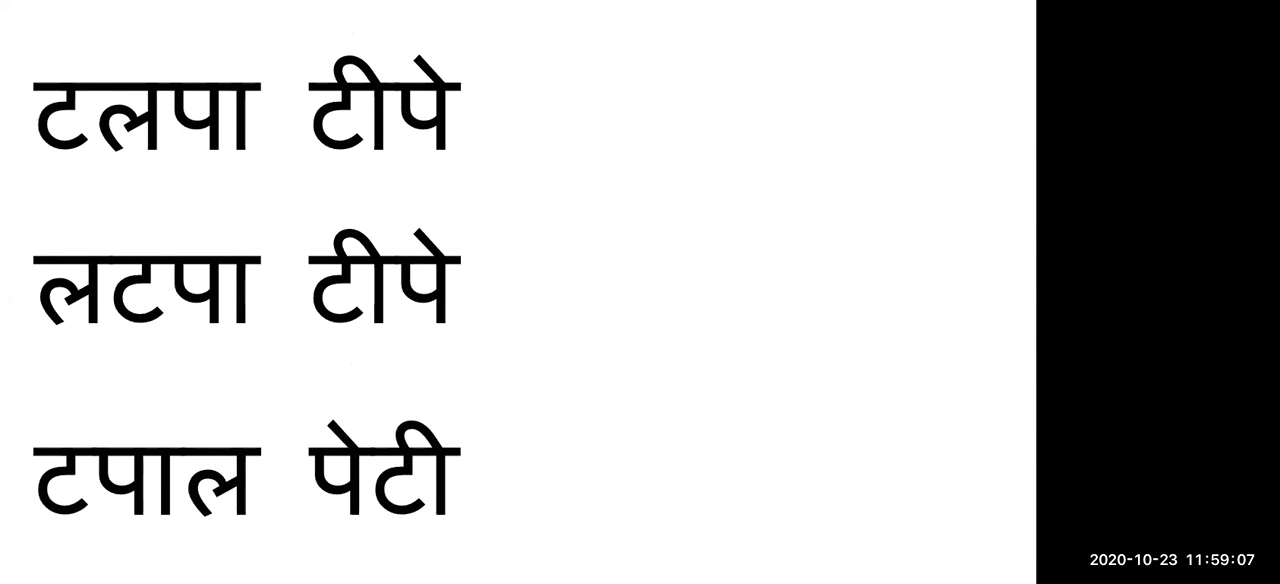 टलपा टीपे
लटपा टीपे
टपाल पेटी
2020-10-23 11:59:07